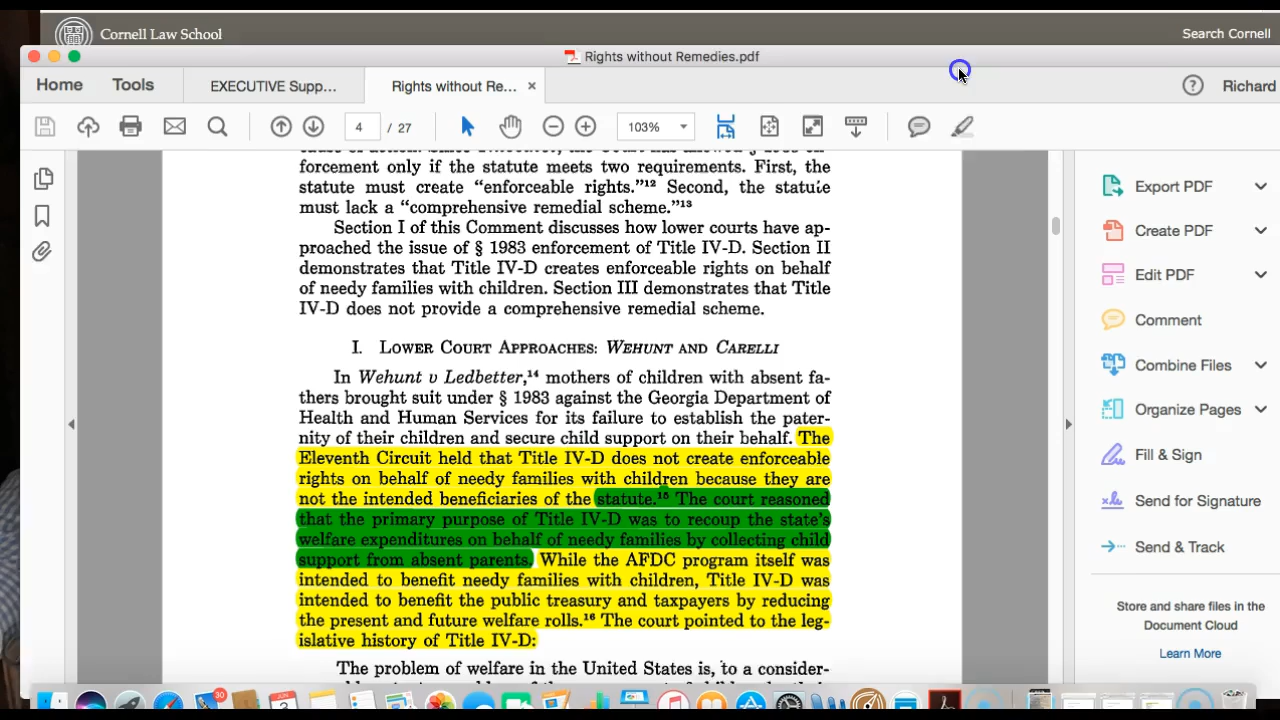 Cornell Law School
Search Cornell
Rights without Remedies.pdf
Home
Tools
EXECUTIVE Supp...
Rights without Re... ×
? Richard
4 / 27
103%
forcement only if the statute meets two requirements. First, the
statute must create “enforceable rights.”¹² Second, the statute
must lack a “comprehensive remedial scheme.”¹³
Section I of this Comment discusses how lower courts have ap-
proached the issue of § 1983 enforcement of Title IV-D. Section II
demonstrates that Title IV-D creates enforceable rights on behalf
of needy families with children. Section III demonstrates that Title
IV-D does not provide a comprehensive remedial scheme.
I. LOWER COURT APPROACHES: WEHUNT AND CARELLI
In Wehunt v Ledbetter,¹⁴ mothers of children with absent fa-
thers brought suit under § 1983 against the Georgia Department of
Health and Human Services for its failure to establish the pater-
nity of their children and secure child support on their behalf. The
Eleventh Circuit held that Title IV-D does not create enforceable
rights on behalf of needy families with children because they are
not the intended beneficiaries of the statute.¹⁵ The court reasoned
that the primary purpose of Title IV-D was to recoup the state's
welfare expenditures on behalf of needy families by collecting child
support from absent parents. While the AFDC program itself was
intended to benefit needy families with children, Title IV-D was
intended to benefit the public treasury and taxpayers by reducing
the present and future welfare rolls.¹⁶ The court pointed to the leg-
islative history of Title IV-D:
The problem of welfare in the United States is, to a consider-
Export PDF
Create PDF
Edit PDF
Comment
Combine Files
Organize Pages
Fill & Sign
Send for Signature
Send & Track
Store and share files in the
Document Cloud
Learn More
30
3